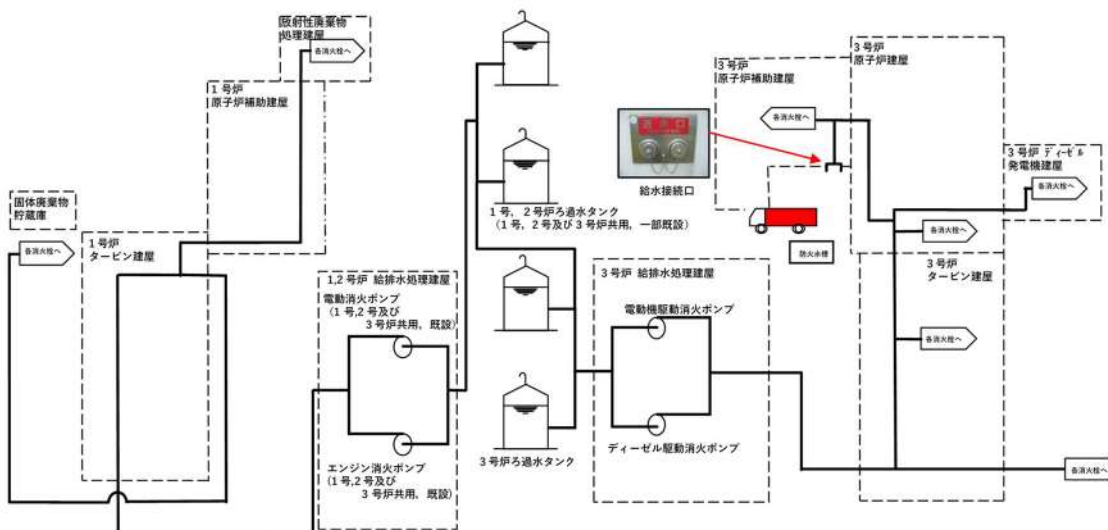 放射性廃棄物
処理建屋
各消火栓へ
1号炉
原子炉補助建屋
固体廃棄物
貯蔵庫
各消火栓へ
1号炉
タービン建屋
1,2号炉 給排水処理建屋
電動消火ポンプ
(1号,2号及び
3号炉共用,既設)
エンジン消火ポンプ
(1号,2号及び
3号炉共用,既設)
1号,2号炉ろ過水タンク
(1号,2号及び3号炉共用,一部既設)
3号炉ろ過水タンク
3号炉 給排水処理建屋
電動機駆動消火ポンプ
ディーゼル駆動消火ポンプ
給水接続口
3号炉
原子炉補助建屋
各消火栓へ
防火水槽
3号炉
原子炉建屋
3号炉 ディーゼル
発電機建屋
各消火栓へ
各消火栓へ
3号炉
タービン建屋
各消火栓へ
各消火栓へ